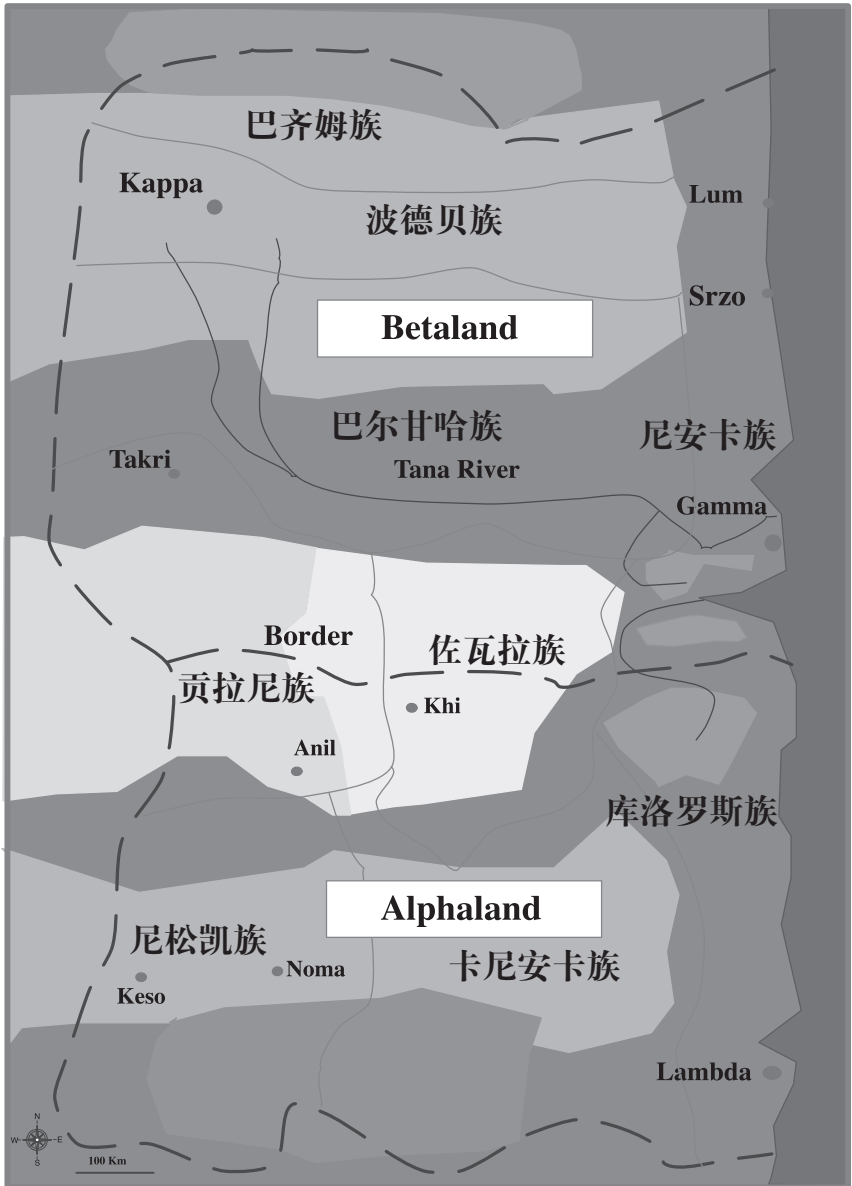 巴齐姆族
Kappa
Lum
波德贝族
Srzo
Betaland
巴尔甘哈族
尼安卡族
Takri
Tana River
Gamma
Border
佐瓦拉族
贡拉尼族
Khi
Anil
库洛罗斯族
Alphaland
尼松凯族
卡尼安卡族
Noma
Keso
Lambda
N
W
E
S
100 Km